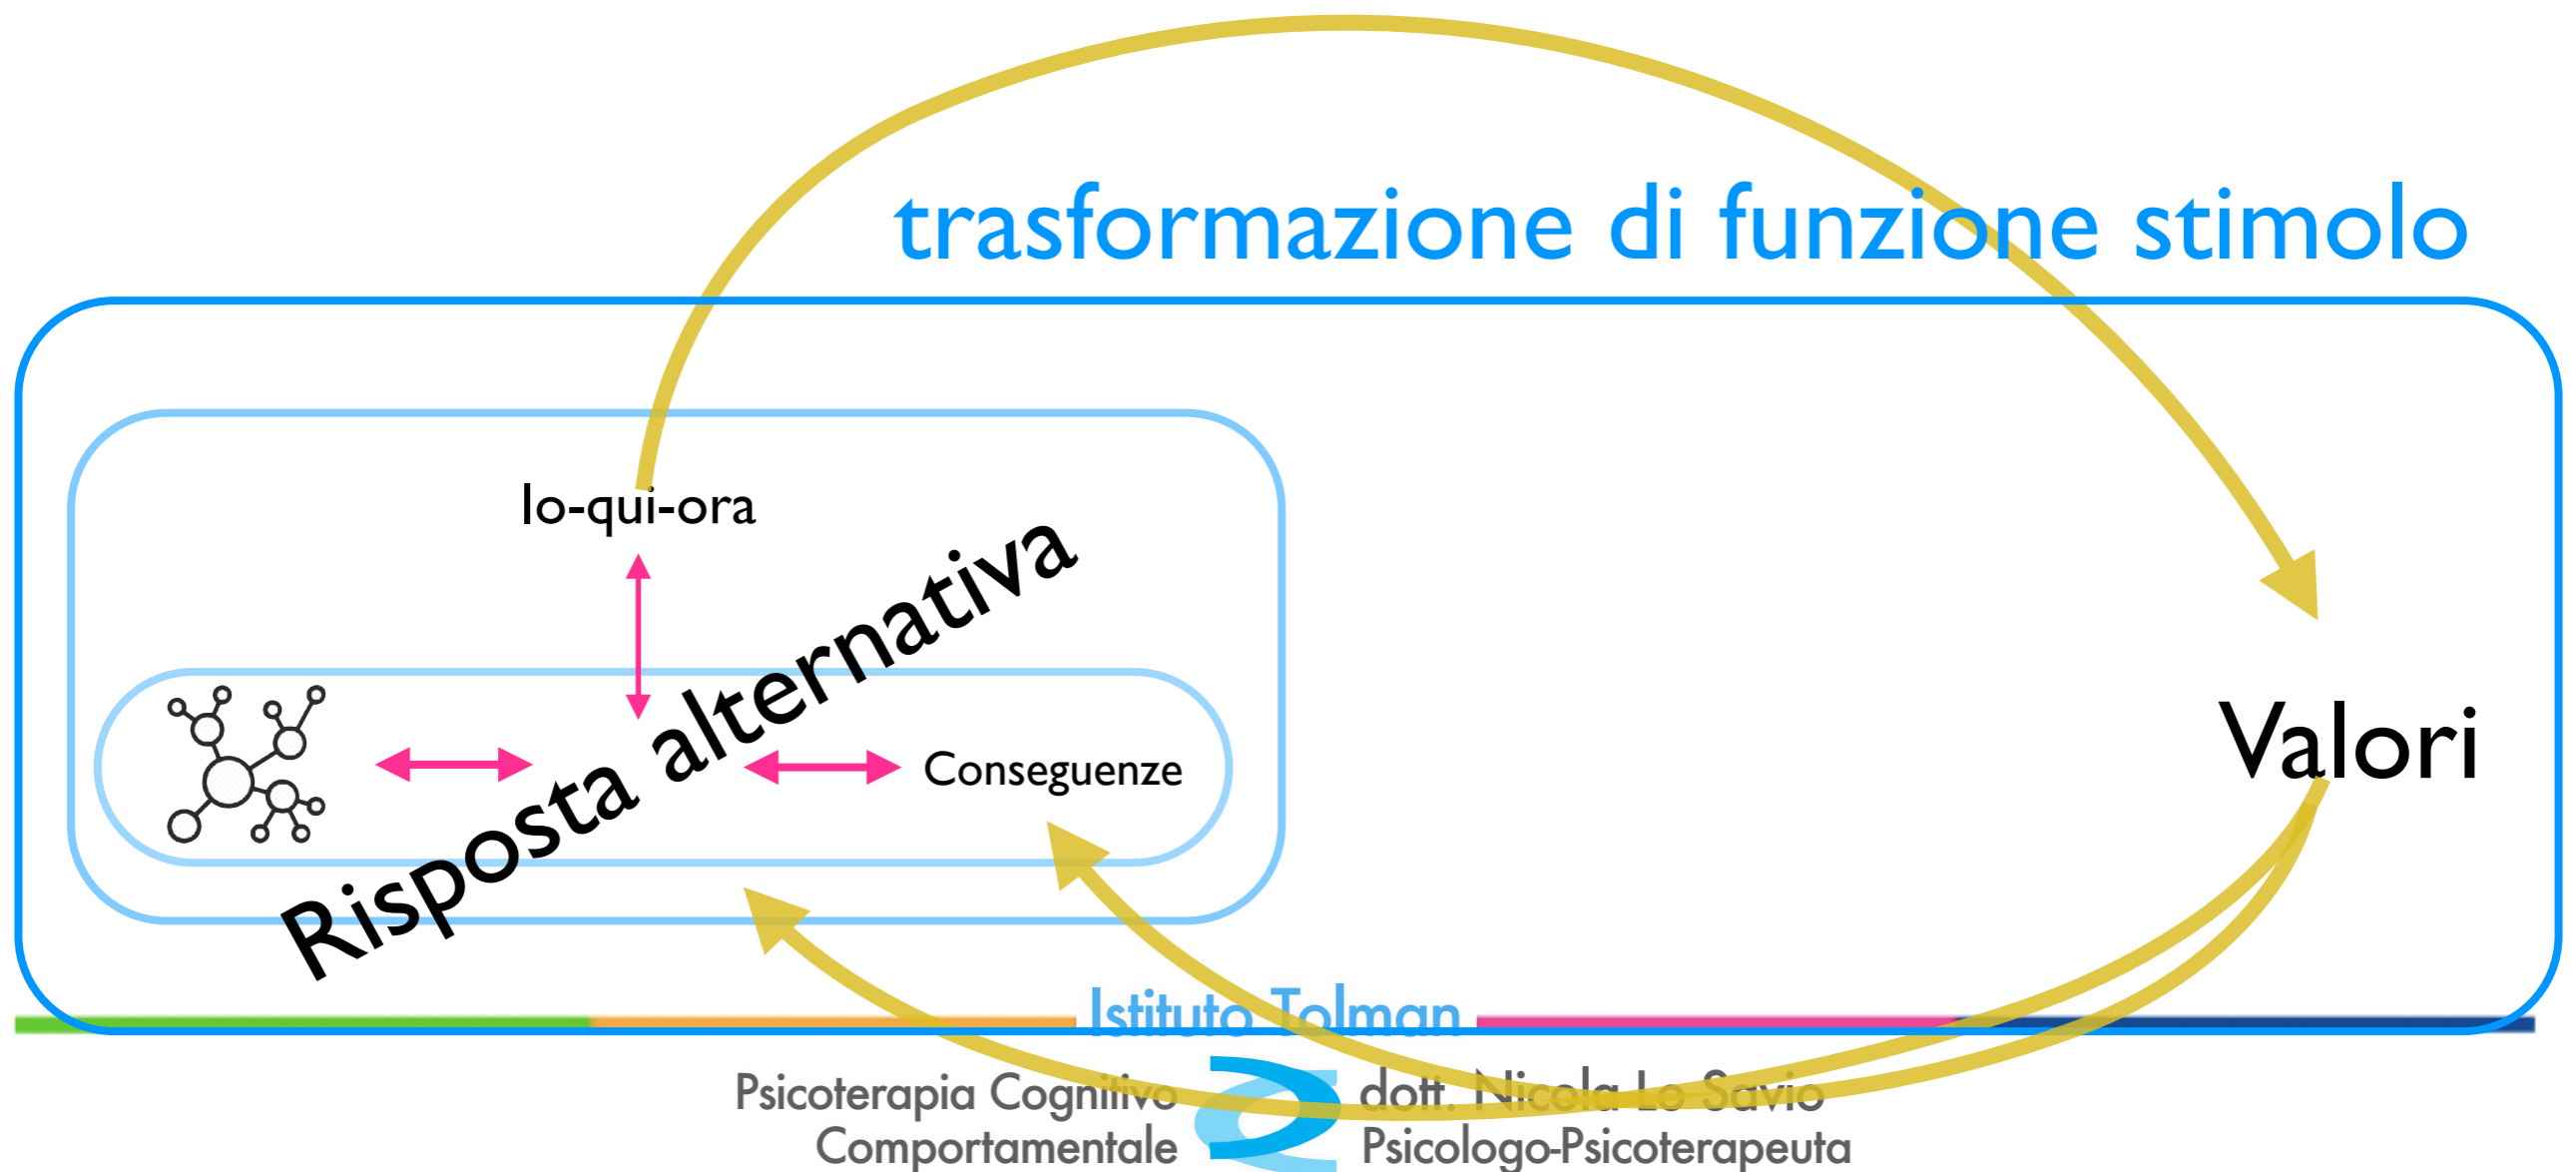 trasformazione di funzione stimolo
Io-qui-ora
Risposta alternativa
Conseguenze
Valori
Istituto Tolman
Psicoterapia Cognitivo
Comportamentale
dott. Nicola Lo Savio
Psicologo-Psicoterapeuta